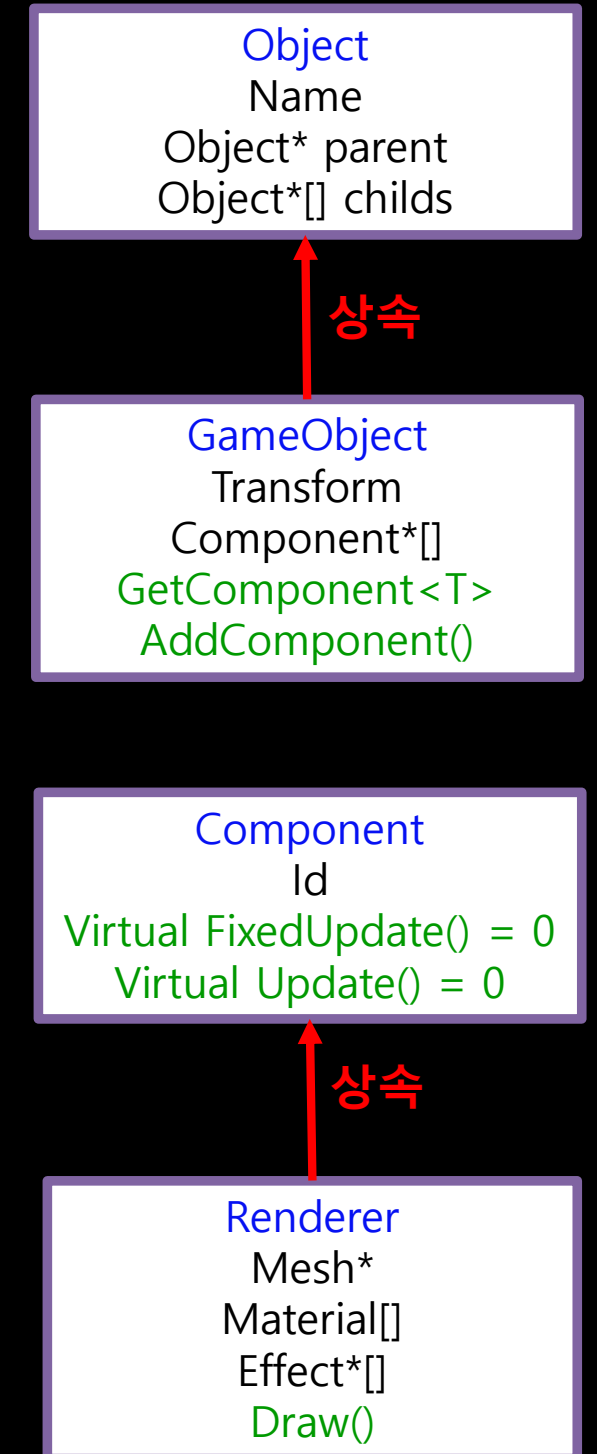 Object
Name
Object* parent
Object*[] childs
상속
GameObject
Transform
Component*[]
GetComponent<T>
AddComponent()
Component
Id
Virtual FixedUpdate() = 0
Virtual Update() = 0
상속
Renderer
Mesh*
Material[]
Effect*[]
Draw()